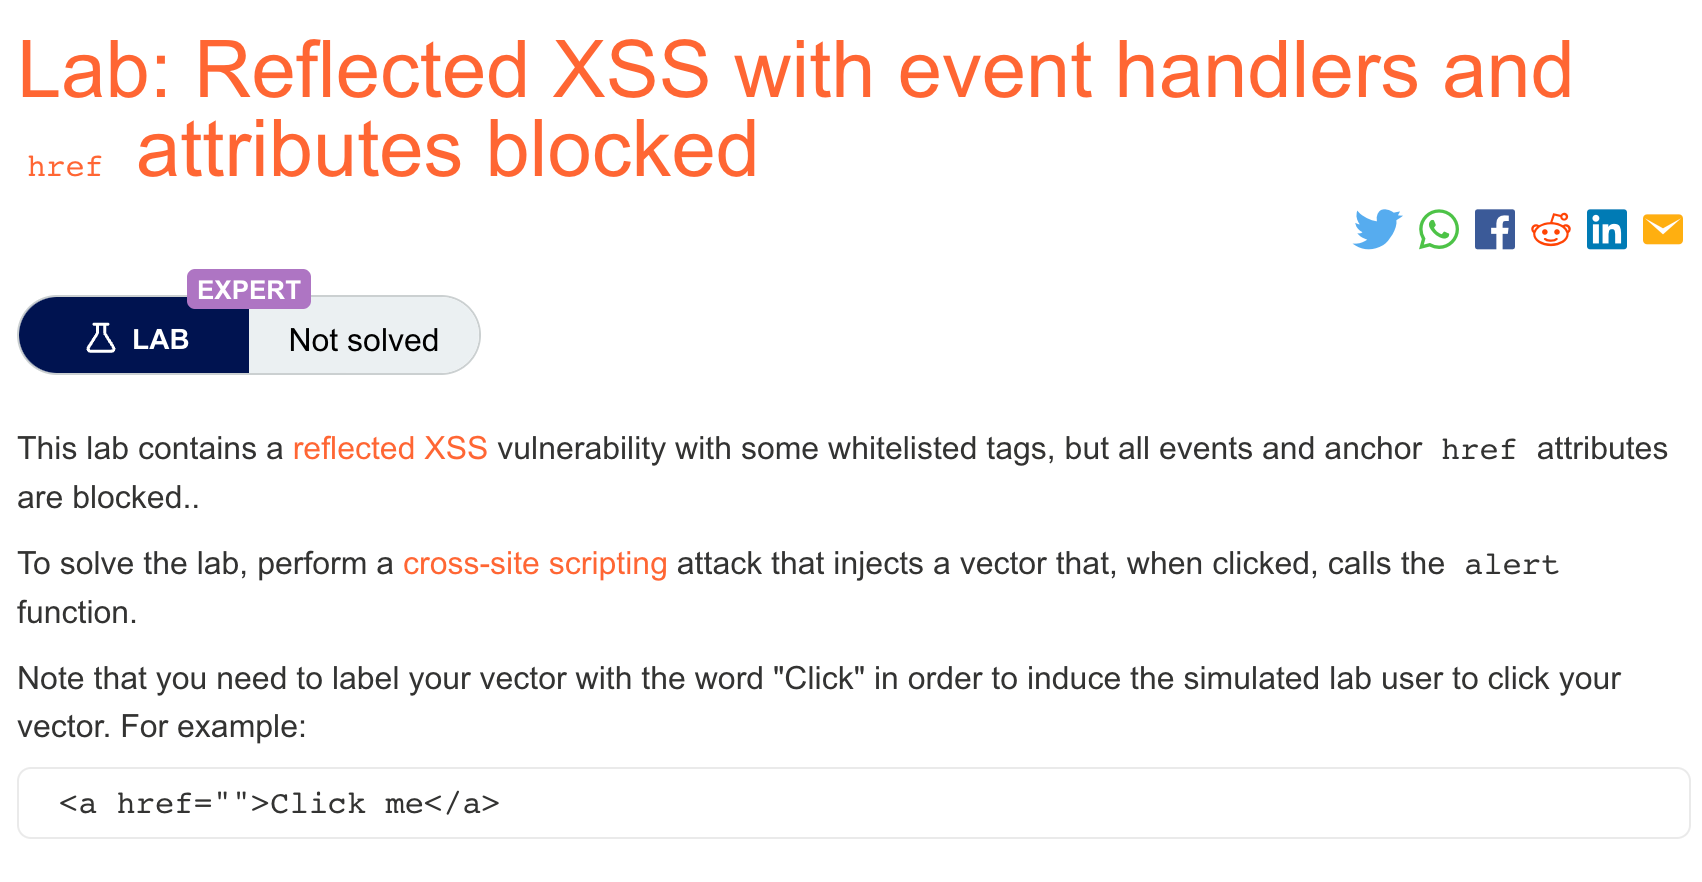 Lab: Reflected XSS with event handlers and
href attributes blocked
EXPERT
LAB
Not solved
This lab contains a reflected XSS vulnerability with some whitelisted tags, but all events and anchor href attributes
are blocked..
To solve the lab, perform a cross-site scripting attack that injects a vector that, when clicked, calls the alert
function.
Note that you need to label your vector with the word "Click" in order to induce the simulated lab user to click your
vector. For example:
<a href="">Click me</a>